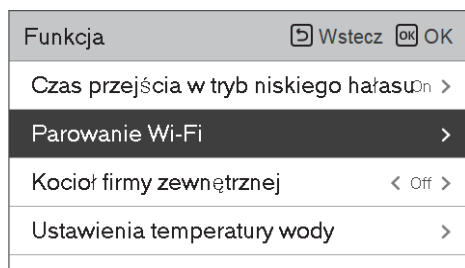 Funkcja Wstecz OK OK
Czas przejścia w tryb niskiego hałasu On >
Parowanie Wi-Fi >
Kocioł firmy zewnętrznej < Off >
Ustawienia temperatury wody >